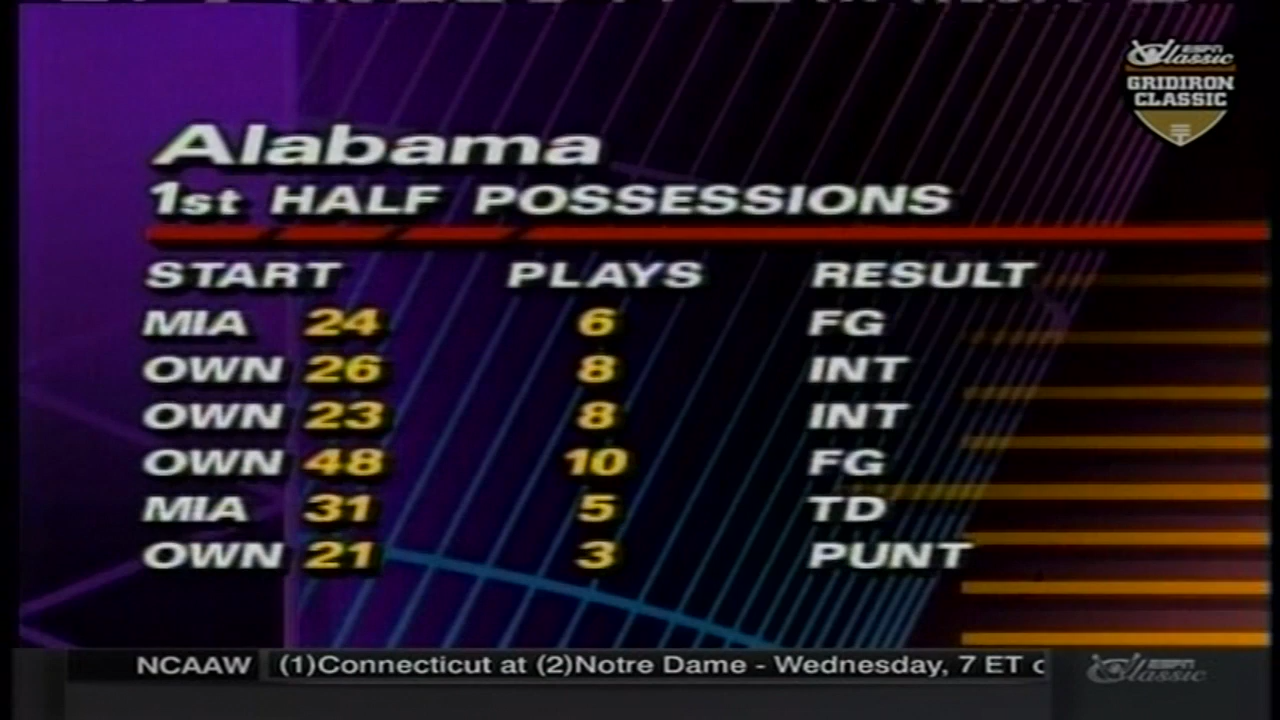 ESPN
Classic
GRIDIRON
CLASSIC
Alabama
1st HALF POSSESSIONS
START PLAYS RESULT
MIA 24 6 FG
OWN 26 8 INT
OWN 23 8 INT
OWN 48 10 FG
MIA 31 5 TD
OWN 21 3 PUNT
NCAAW (1)Connecticut at (2)Notre Dame - Wednesday, 7 ET
ESPN
Classic